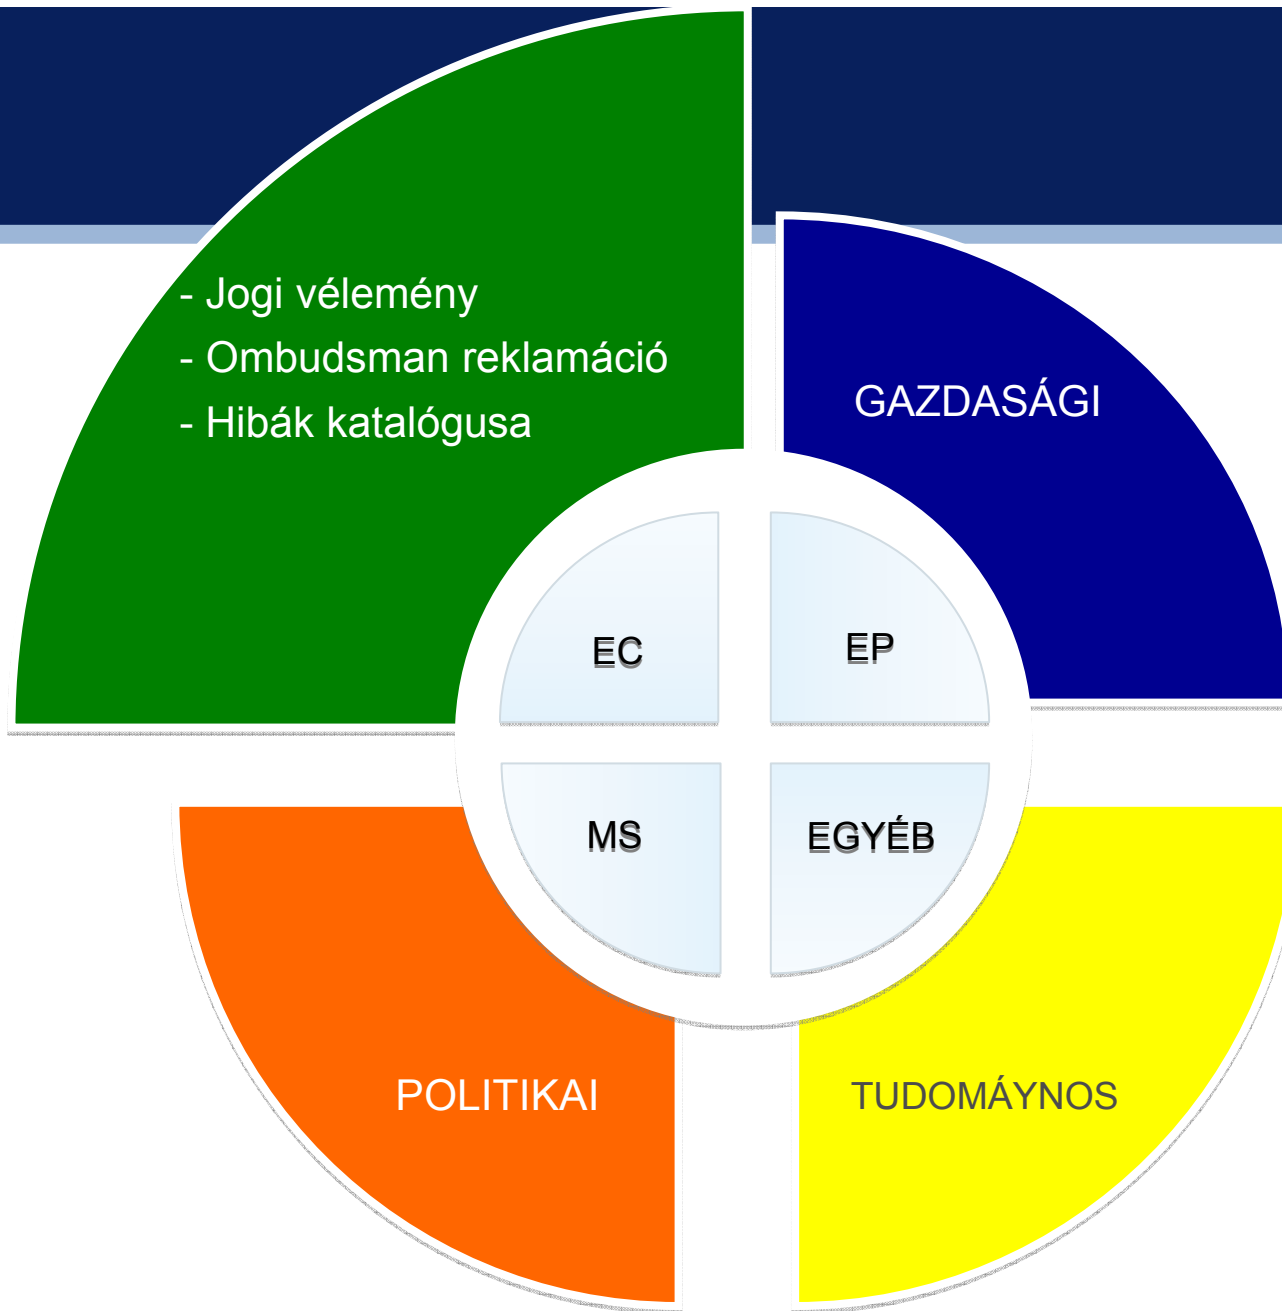 - Jogi vélemény
- Ombudsman reklamáció
- Hibák katalógusa
GAZDASÁGI
EC
EP
MS
EGYÉB
POLITIKAI
TUDOMÁYNOS